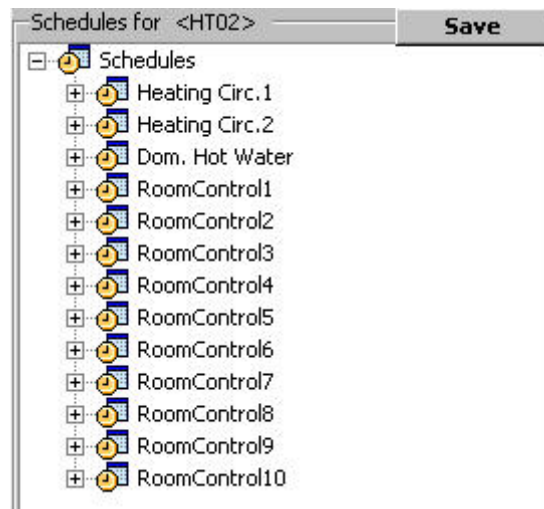 Schedules for <HT02>
Save
Schedules
Heating Circ.1
Heating Circ.2
Dom. Hot Water
RoomControl1
RoomControl2
RoomControl3
RoomControl4
RoomControl5
RoomControl6
RoomControl7
RoomControl8
RoomControl9
RoomControl10